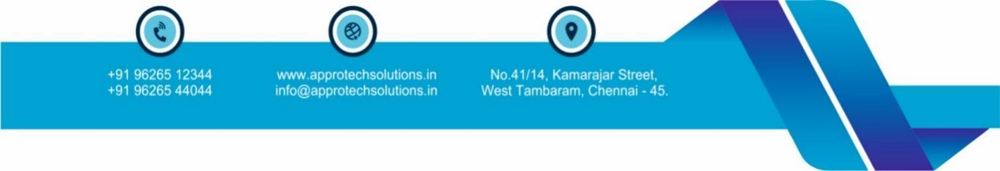 +91 96265 12344
+91 96265 44044
www.approtechsolutions.in
info@approtechsolutions.in
No.41/14, Kamarajar Street,
West Tambaram, Chennai - 45.